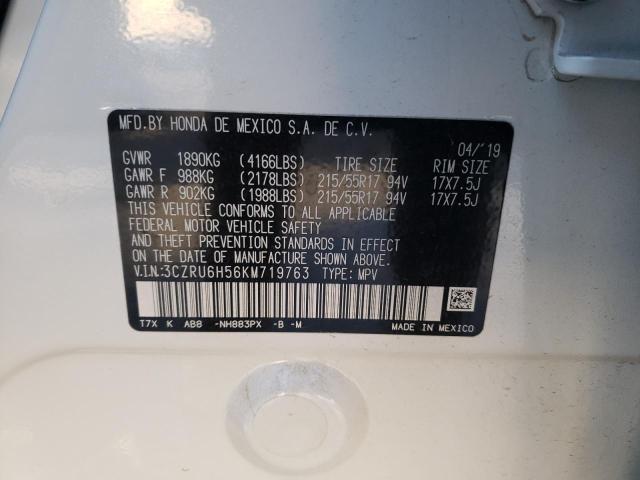 MFD.BY HONDA DE MEXICO S.A. DE C.V.
04/'19
GVWR 1890KG (4166LBS) TIRE SIZE RIM SIZE
GAWR F 988KG (2178LBS) 215/55R17 94V 17X7.5J
GAWR R 902KG (1988LBS) 215/55R17 94V 17X7.5J
THIS VEHICLE CONFORMS TO ALL APPLICABLE
FEDERAL MOTOR VEHICLE SAFETY
AND THEFT PREVENTION STANDARDS IN EFFECT
ON THE DATE OF MANUFACTURE SHOWN ABOVE.
V.I.N:3CZRU6H56KM719763 TYPE: MPV
T7X K AB8 -NH883PX -B -M MADE IN MEXICO